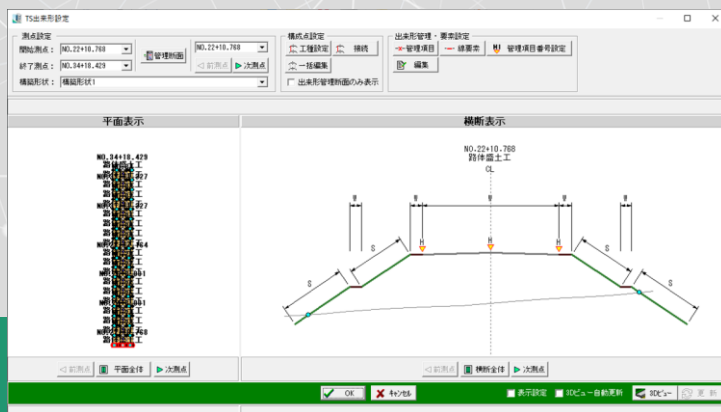 TS出来形設定
測点設定
開始測点： NO.22+10.768
終了測点： NO.34+18.429
構築形状： 構築形状1
管理断面
NO.22+10.768
前測点 次測点
構成点設定
工種設定 接続
一括編集
出来形管理断面のみ表示
出来形管理・要素設定
管理項目 線要素 管理項目番号設定
編集
平面表示
横断表示
NO.34+18.429
NO.22+10.768
路体盛土工
CL
W W W W W
H H H
S S
S S
前測点 平面全体 次測点
前測点 横断全体 次測点
OK キャンセル 表示設定 3Dビュー自動更新 3Dビュー 更新